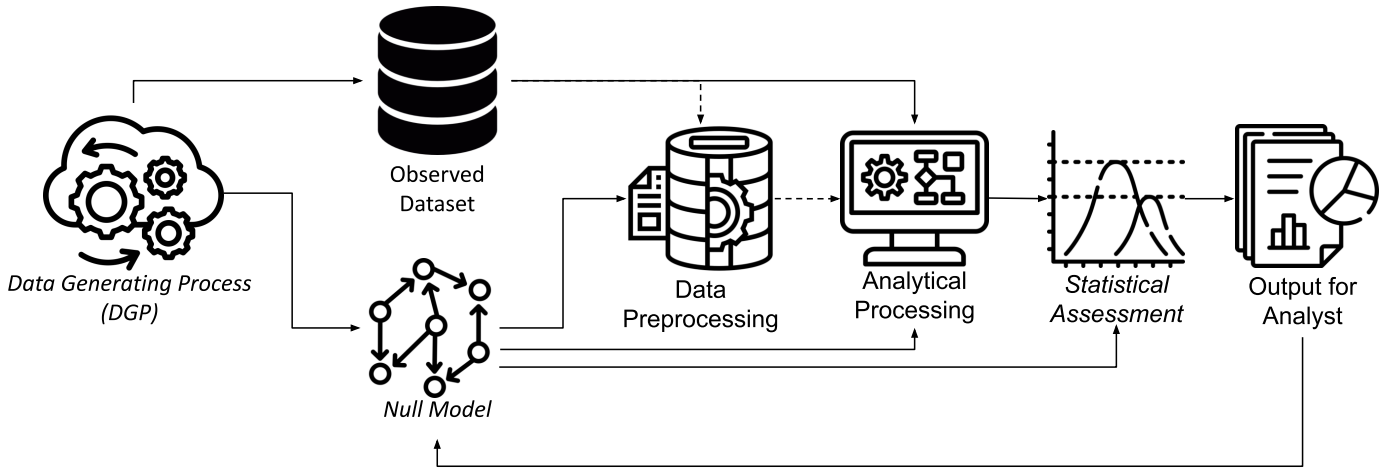 Observed
Dataset
Data Generating Process
(DGP)
Data
Preprocessing
Analytical
Processing
Statistical
Assessment
Output for
Analyst
Null Model